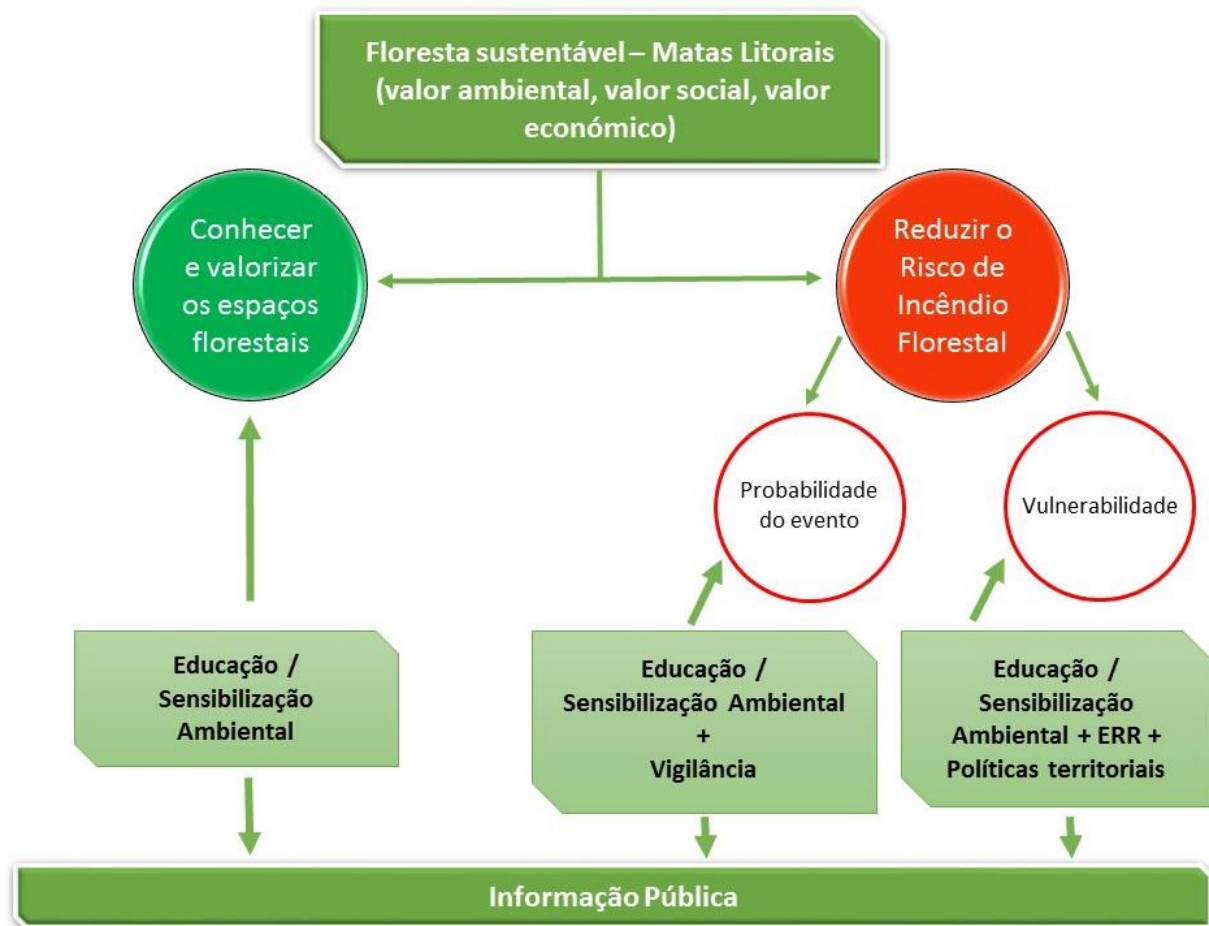 Floresta sustentável – Matas Litorais
(valor ambiental, valor social, valor
económico)
Conhecer
e valorizar
os espaços
florestais
Reduzir o
Risco de
Incêndio
Florestal
Probabilidade
do evento
Vulnerabilidade
Educação /
Sensibilização
Ambiental
Educação /
Sensibilização Ambiental
+
Vigilância
Educação /
Sensibilização
Ambiental + ERR +
Políticas territoriais
Informação Pública